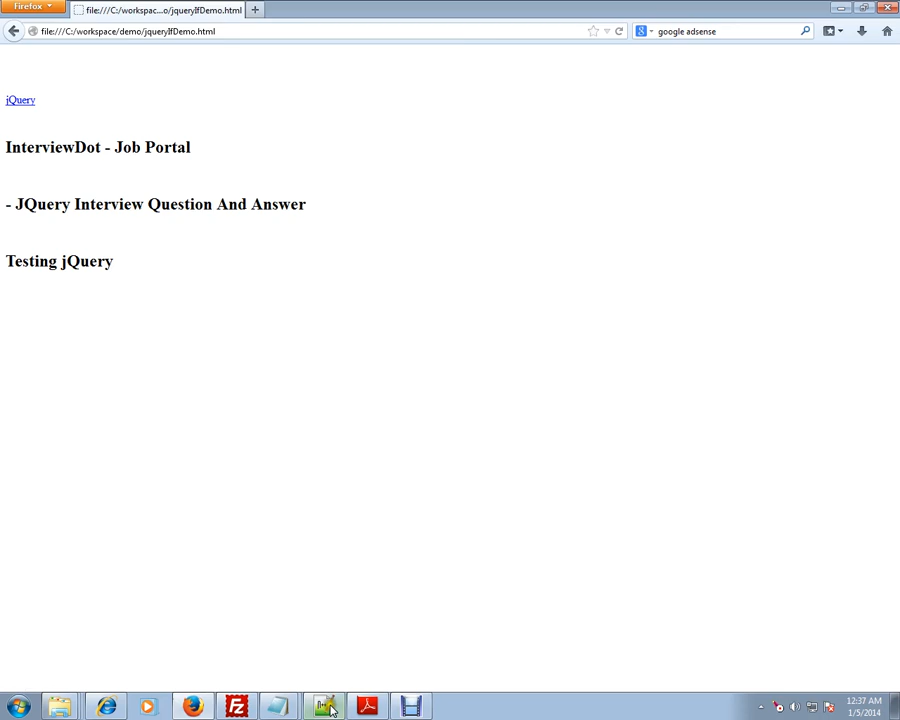 Firefox
file:///C:/workspac...o/jqueryIfDemo.html
file:///C:/workspace/demo/jqueryIfDemo.html
google adsense
jQuery
InterviewDot - Job Portal
- JQuery Interview Question And Answer
Testing jQuery
12:37 AM
1/5/2014